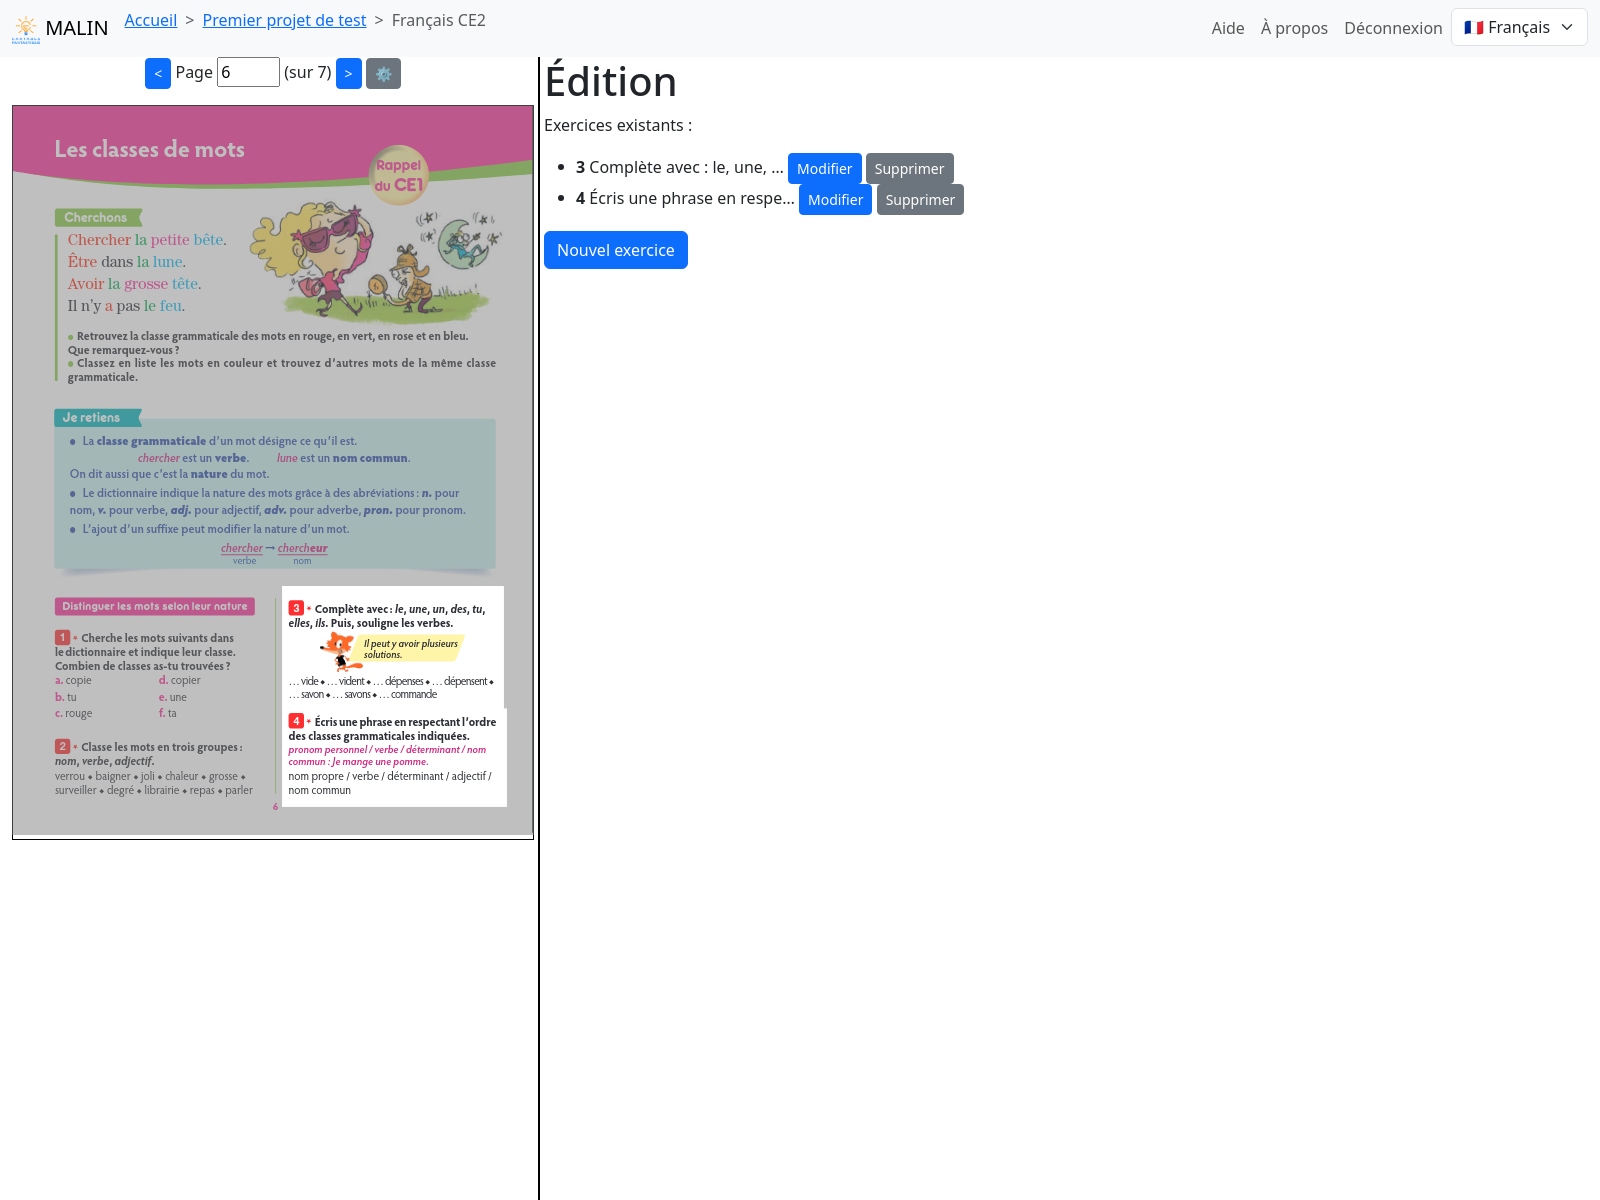 MALIN Accueil > Premier projet de test > Français CE2
Aide À propos Déconnexion Français
< Page 6 (sur 7) >
Les classes de mots
Rappel
du CE1
Cherchons
Chercher la petite bête.
Être dans la lune.
Avoir la grosse tête.
Il n'y a pas le feu.
• Retrouvez la classe grammaticale des mots en rouge, en vert, en rose et en bleu.
Que remarquez-vous ?
• Classez en liste les mots en couleur et trouvez d'autres mots de la même classe
grammaticale.
Je retiens
• La classe grammaticale d'un mot désigne ce qu'il est.
chercher est un verbe. lune est un nom commun.
On dit aussi que c'est la nature du mot.
• Le dictionnaire indique la nature des mots grâce à des abréviations : n. pour
nom, v. pour verbe, adj. pour adjectif, adv. pour adverbe, pron. pour pronom.
• L'ajout d'un suffixe peut modifier la nature d'un mot.
chercher → chercheur
verbe nom
Distinguer les mots selon leur nature
1 * Cherche les mots suivants dans
le dictionnaire et indique leur classe.
Combien de classes as-tu trouvées ?
a. copie d. copier
b. tu e. une
c. rouge f. ta
2 * Classe les mots en trois groupes :
nom, verbe, adjectif.
verrou ◆ baigner ◆ joli ◆ chaleur ◆ grosse ◆
surveiller ◆ degré ◆ librairie ◆ repas ◆ parler
3 * Complète avec : le, une, un, des, tu,
elles, ils. Puis, souligne les verbes.
Il peut y avoir plusieurs
solutions.
… vide ◆ … vident ◆ … dépenses ◆ … dépensent ◆
… savon ◆ … savons ◆ … commande
4 * Écris une phrase en respectant l'ordre
des classes grammaticales indiquées.
pronom personnel / verbe / déterminant / nom
commun : Je mange une pomme.
nom propre / verbe / déterminant / adjectif /
nom commun
6
Édition
Exercices existants :
• 3 Complète avec : le, une, … Modifier Supprimer
• 4 Écris une phrase en respe… Modifier Supprimer
Nouvel exercice